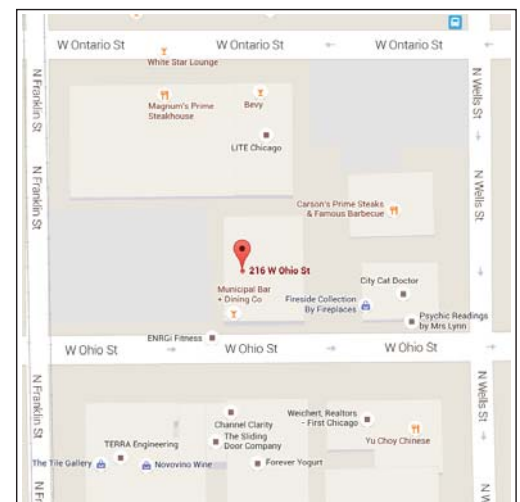 W Ontario St
W Ontario St
W Ontario St
White Star Lounge
N Franklin St
N Wells St
Magnum's Prime
Steakhouse
Bevy
LITE Chicago
N Franklin St
N Wells St
Carson's Prime Steaks
& Famous Barbecue
216 W Ohio St
City Cat Doctor
Municipal Bar
+ Dining Co
Fireside Collection
By Fireplaces
Psychic Readings
by Mrs Lynn
ENRGi Fitness
W Ohio St
W Ohio St
W Ohio St
N Franklin St
N Wells St
Channel Clarity
Weichert, Realtors
- First Chicago
The Sliding
Door Company
Yu Choy Chinese
TERRA Engineering
The Tile Gallery
Novovino Wine
Forever Yogurt
N Fr
N W